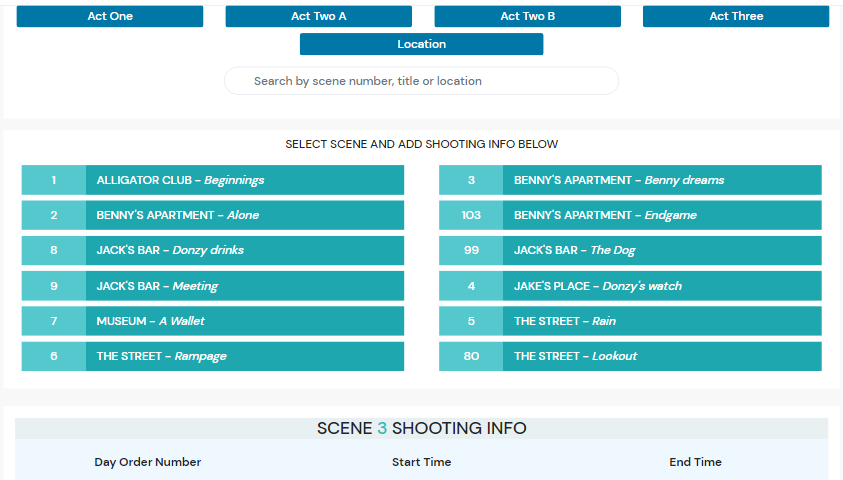 Act One Act Two A Act Two B Act Three
Location
Search by scene number, title or location
SELECT SCENE AND ADD SHOOTING INFO BELOW
1 ALLIGATOR CLUB – Beginnings 3 BENNY'S APARTMENT – Benny dreams
2 BENNY'S APARTMENT – Alone 103 BENNY'S APARTMENT – Endgame
8 JACK'S BAR – Donzy drinks 99 JACK'S BAR – The Dog
9 JACK'S BAR – Meeting 4 JAKE'S PLACE – Donzy's watch
7 MUSEUM – A Wallet 5 THE STREET – Rain
6 THE STREET – Rampage 80 THE STREET – Lookout
SCENE 3 SHOOTING INFO
Day Order Number Start Time End Time